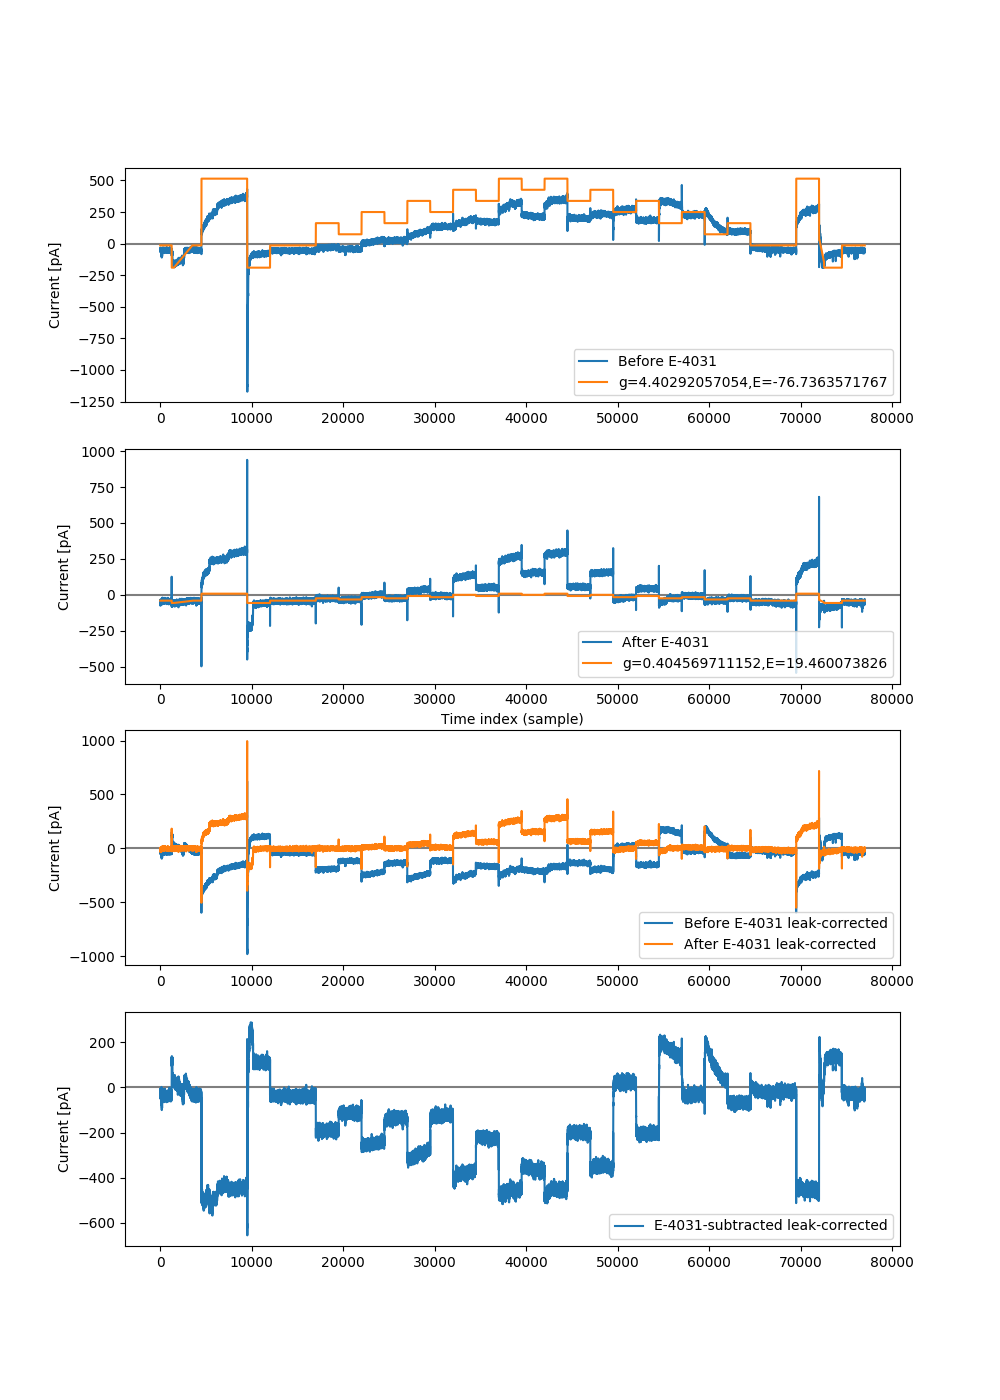 500
250
0
−250
−500
−750
−1000
−1250
Current [pA]
Before E-4031
g=4.40292057054,E=-76.7363571767
0 10000 20000 30000 40000 50000 60000 70000 80000
1000
750
500
250
0
−250
−500
Current [pA]
After E-4031
g=0.404569711152,E=19.460073826
0 10000 20000 30000 40000 50000 60000 70000 80000
Time index (sample)
1000
500
0
−500
−1000
Current [pA]
Before E-4031 leak-corrected
After E-4031 leak-corrected
0 10000 20000 30000 40000 50000 60000 70000 80000
200
0
−200
−400
−600
Current [pA]
E-4031-subtracted leak-corrected
0 10000 20000 30000 40000 50000 60000 70000 80000